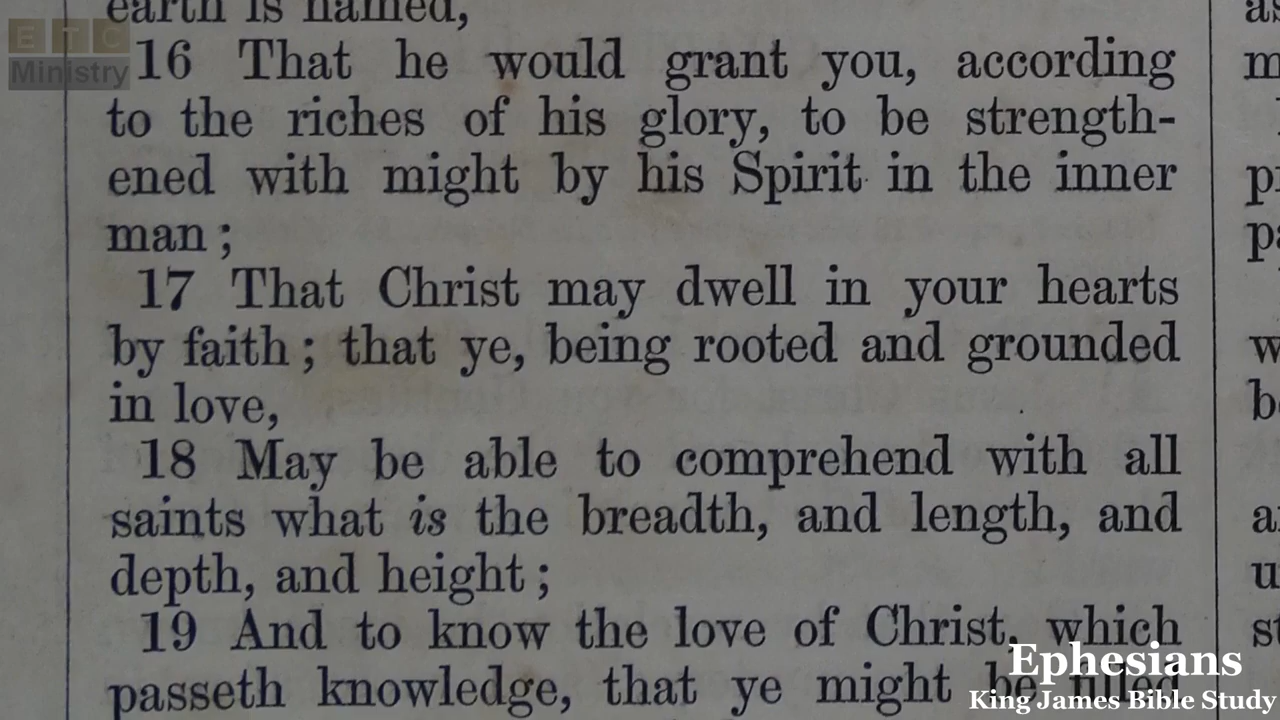 earth is named,
16 That he would grant you, according
to the riches of his glory, to be strength-
ened with might by his Spirit in the inner
man ;
17 That Christ may dwell in your hearts
by faith ; that ye, being rooted and grounded
in love,
18 May be able to comprehend with all
saints what is the breadth, and length, and
depth, and height ;
19 And to know the love of Christ, which
passeth knowledge, that ye might be filled
ETC
Ministry
Ephesians
King James Bible Study